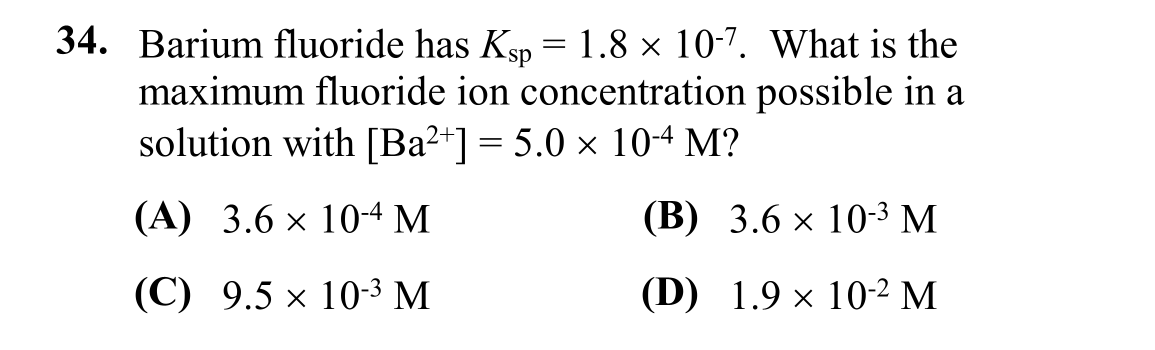 34. Barium fluoride has Ksp = 1.8 × 10⁻⁷. What is the
maximum fluoride ion concentration possible in a
solution with [Ba²⁺] = 5.0 × 10⁻⁴ M?
(A) 3.6 × 10⁻⁴ M (B) 3.6 × 10⁻³ M
(C) 9.5 × 10⁻³ M (D) 1.9 × 10⁻² M